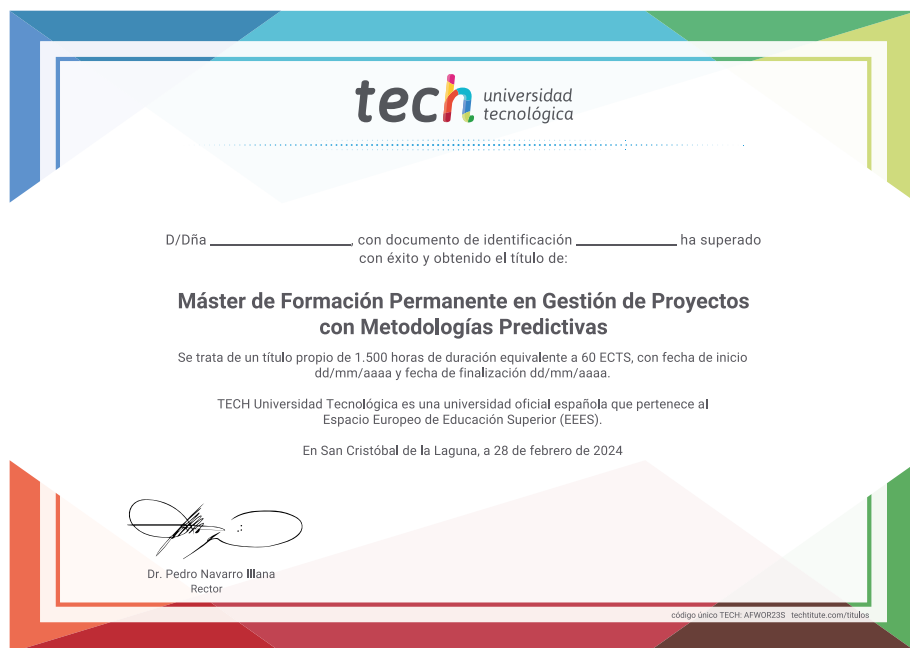 tech universidad
tecnológica
D/Dña ____________________, con documento de identificación ______________ ha superado
con éxito y obtenido el título de:
Máster de Formación Permanente en Gestión de Proyectos
con Metodologías Predictivas
Se trata de un título propio de 1.500 horas de duración equivalente a 60 ECTS, con fecha de inicio
dd/mm/aaaa y fecha de finalización dd/mm/aaaa.
TECH Universidad Tecnológica es una universidad oficial española que pertenece al
Espacio Europeo de Educación Superior (EEES).
En San Cristóbal de la Laguna, a 28 de febrero de 2024
Dr. Pedro Navarro Illana
Rector
código único TECH: AFWOR23S techtitute.com/titulos